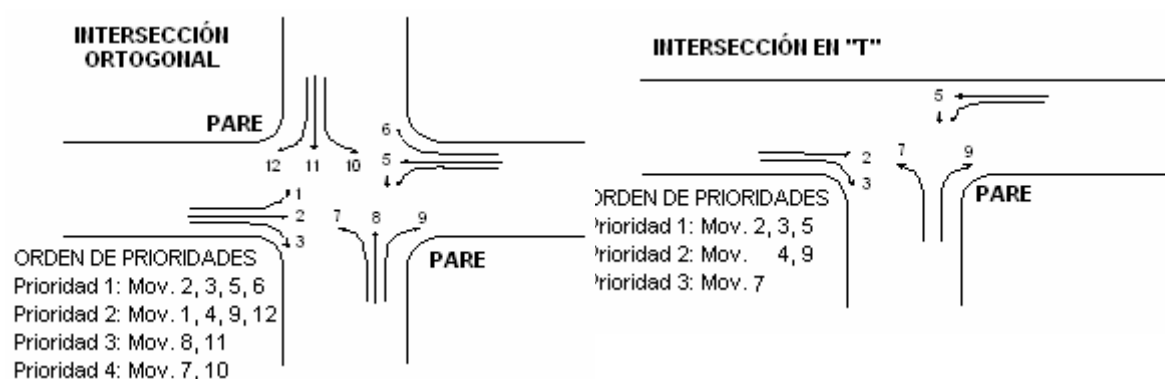 INTERSECCIÓN
ORTOGONAL
PARE
12 11 10
6
5
1
2
3
7 8 9
PARE
ORDEN DE PRIORIDADES
Prioridad 1: Mov. 2, 3, 5, 6
Prioridad 2: Mov. 1, 4, 9, 12
Prioridad 3: Mov. 8, 11
Prioridad 4: Mov. 7, 10
INTERSECCIÓN EN "T"
5
2
3
7 9
PARE
ORDEN DE PRIORIDADES
Prioridad 1: Mov. 2, 3, 5
Prioridad 2: Mov. 4, 9
Prioridad 3: Mov. 7